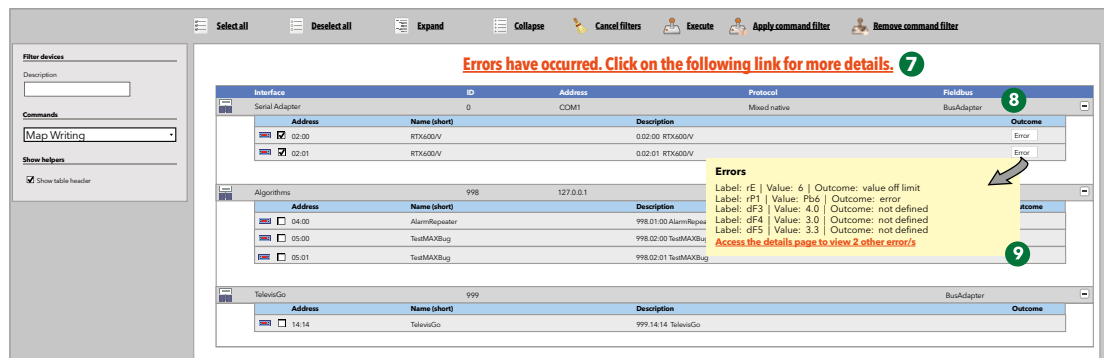 Select all Deselect all Expand Collapse Cancel filters Execute Apply command filter Remove command filter
Filter devices
Description
Commands
Map Writing
Show helpers
Show table header
Errors have occurred. Click on the following link for more details. 7
Interface ID Address Protocol Fieldbus
8
Serial Adapter 0 COM1 Mixed native BusAdapter
Address Name (short) Description Outcome
02:00 RTX600/V 0.02:00 RTX600/V Error
02:01 RTX600/V 0.02:01 RTX600/V Error
Errors
Label: rE | Value: 6 | Outcome: value off limit
Label: rP1 | Value: Pb6 | Outcome: error
Label: dF3 | Value: 4.0 | Outcome: not defined
Label: dF4 | Value: 3.0 | Outcome: not defined
Label: dF5 | Value: 3.3 | Outcome: not defined
Access the details page to view 2 other error/s
9
Algorithms 998 127.0.0.1
Address Name (short) Description
04:00 AlarmRepeater 998.01:00
05:00 TestMAXBug 998.02:00 TestMAXBug
05:01 TestMAXBug 998.02:01 TestMAXBug
TelevisGo 999 BusAdapter
Address Name (short) Description Outcome
14:14 TelevisGo 999.14:14 TelevisGo